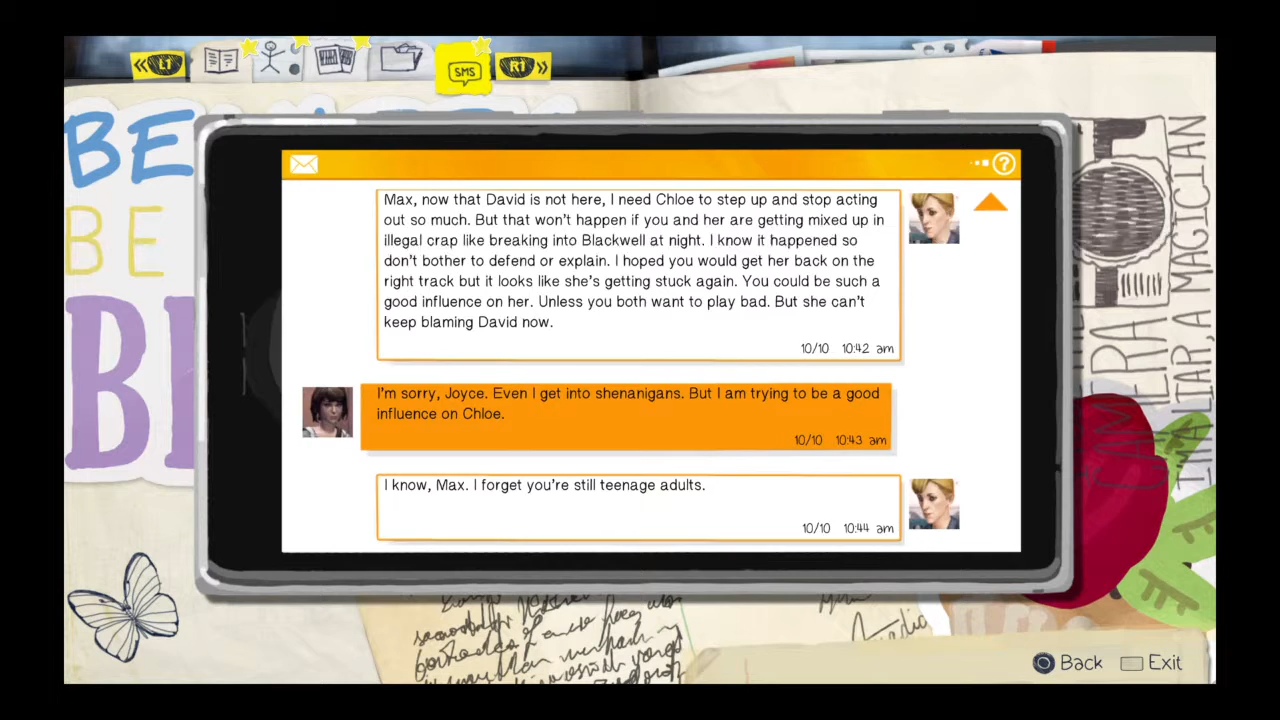 L1
SMS
R1
BE
BE
Max, now that David is not here, I need Chloe to step up and stop acting
out so much. But that won't happen if you and her are getting mixed up in
illegal crap like breaking into Blackwell at night. I know it happened so
don't bother to defend or explain. I hoped you would get her back on the
right track but it looks like she's getting stuck again. You could be such a
good influence on her. Unless you both want to play bad. But she can't
keep blaming David now.
10/10 10:42 am
I'm sorry, Joyce. Even I get into shenanigans. But I am trying to be a good
influence on Chloe.
10/10 10:43 am
I know, Max. I forget you're still teenage adults.
10/10 10:44 am
A MAGICIAN
Back
Exit